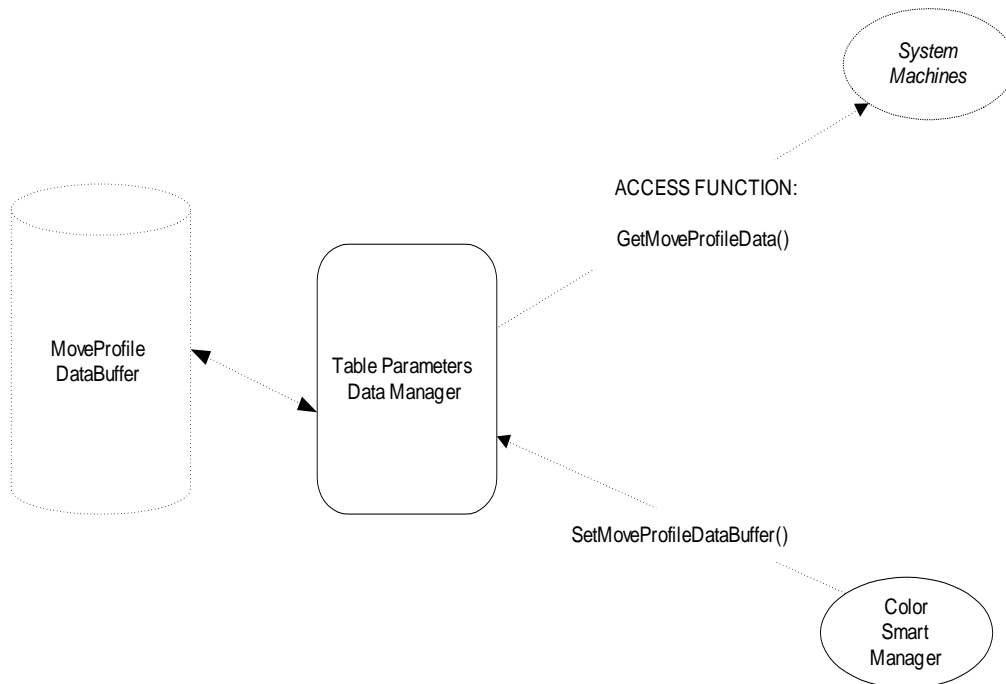 System
Machines
ACCESS FUNCTION:
GetMoveProfileData()
MoveProfile
DataBuffer
Table Parameters
Data Manager
SetMoveProfileDataBuffer()
Color
Smart
Manager